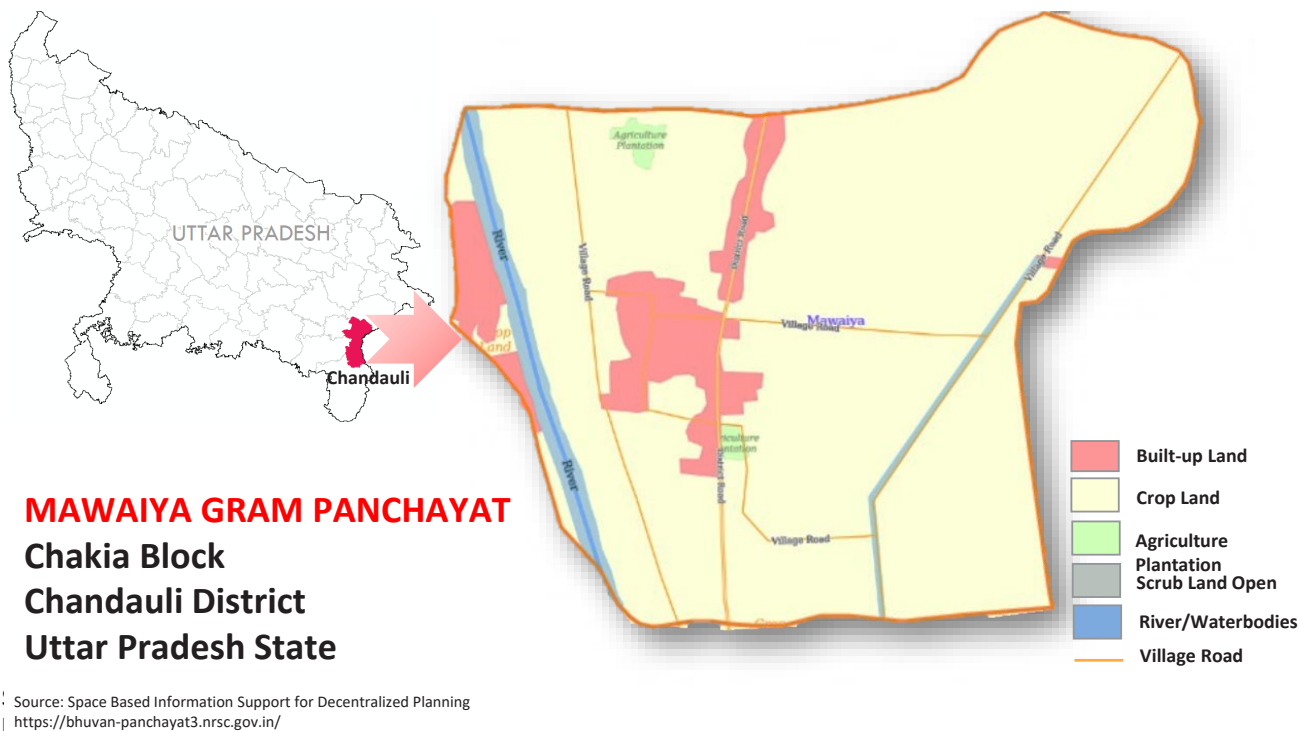 UTTAR PRADESH
Chandauli
Agriculture
Plantation
River
Village Road
District Road
Village Road
Mawaiya
Village Road
Land
Plantation
River
District Road
Village Road
MAWAIYA GRAM PANCHAYAT
Chakia Block
Chandauli District
Uttar Pradesh State
Built-up Land
Crop Land
Agriculture
Plantation
Scrub Land Open
River/Waterbodies
Village Road
Source: Space Based Information Support for Decentralized Planning
https://bhuvan-panchayat3.nrsc.gov.in/